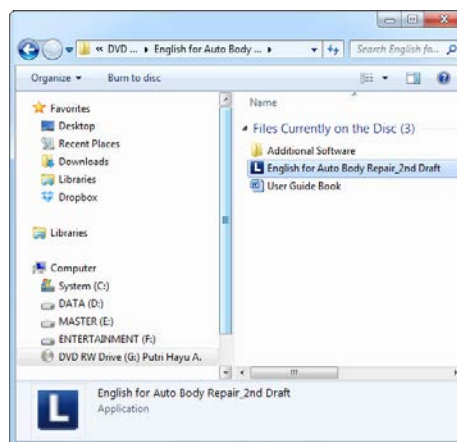 « DVD ... ▸ English for Auto Body ... ▸
Search English fo...
Organize ▾ Burn to disc
Favorites
Desktop
Recent Places
Downloads
Libraries
Dropbox
Libraries
Computer
System (C:)
DATA (D:)
MASTER (E:)
ENTERTAINMENT (F:)
DVD RW Drive (G:) Putri Hayu A.
Name
Files Currently on the Disc (3)
Additional Software
English for Auto Body Repair_2nd Draft
User Guide Book
L
English for Auto Body Repair_2nd Draft
Application